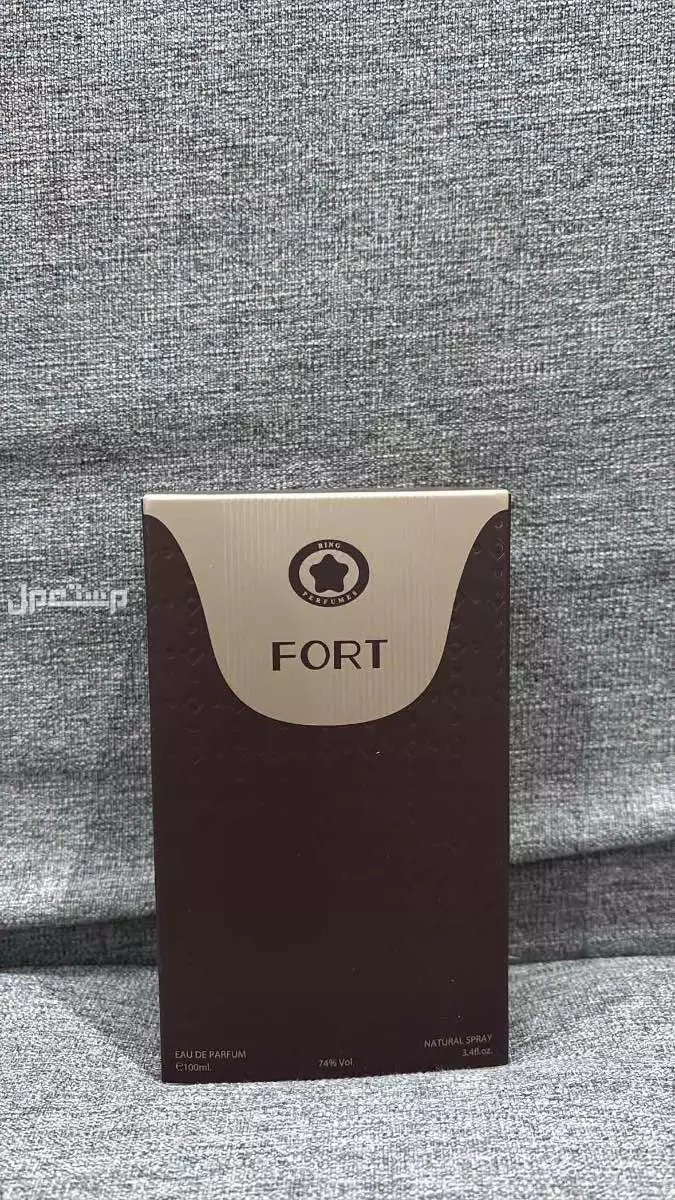 RING
PERFUMES
FORT
مستعمل
EAU DE PARFUM
℮100ml.
74% Vol.
NATURAL SPRAY
3.4fl.oz.